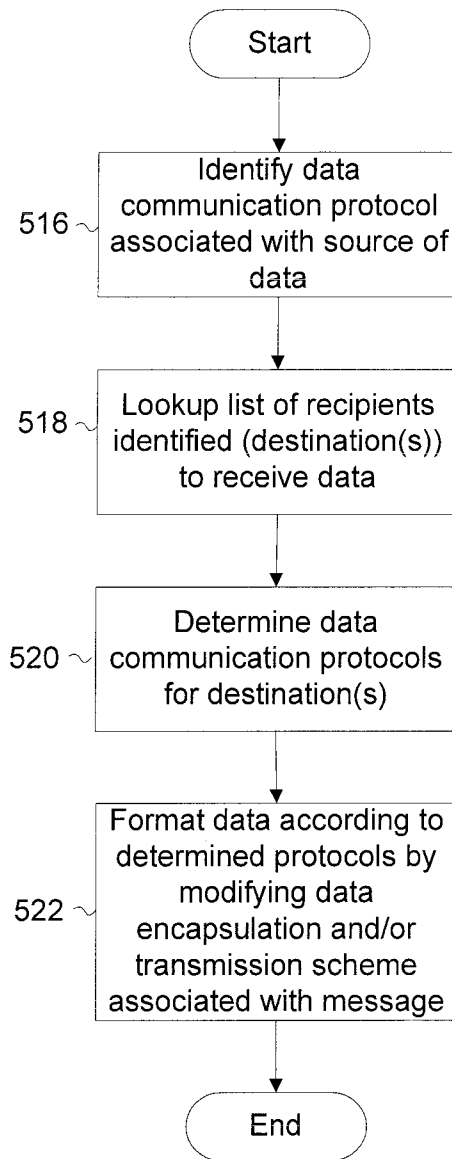 Start
516
Identify data
communication protocol
associated with source of
data
518
Lookup list of recipients
identified (destination(s))
to receive data
520
Determine data
communication protocols
for destination(s)
522
Format data according to
determined protocols by
modifying data
encapsulation and/or
transmission scheme
associated with message
End